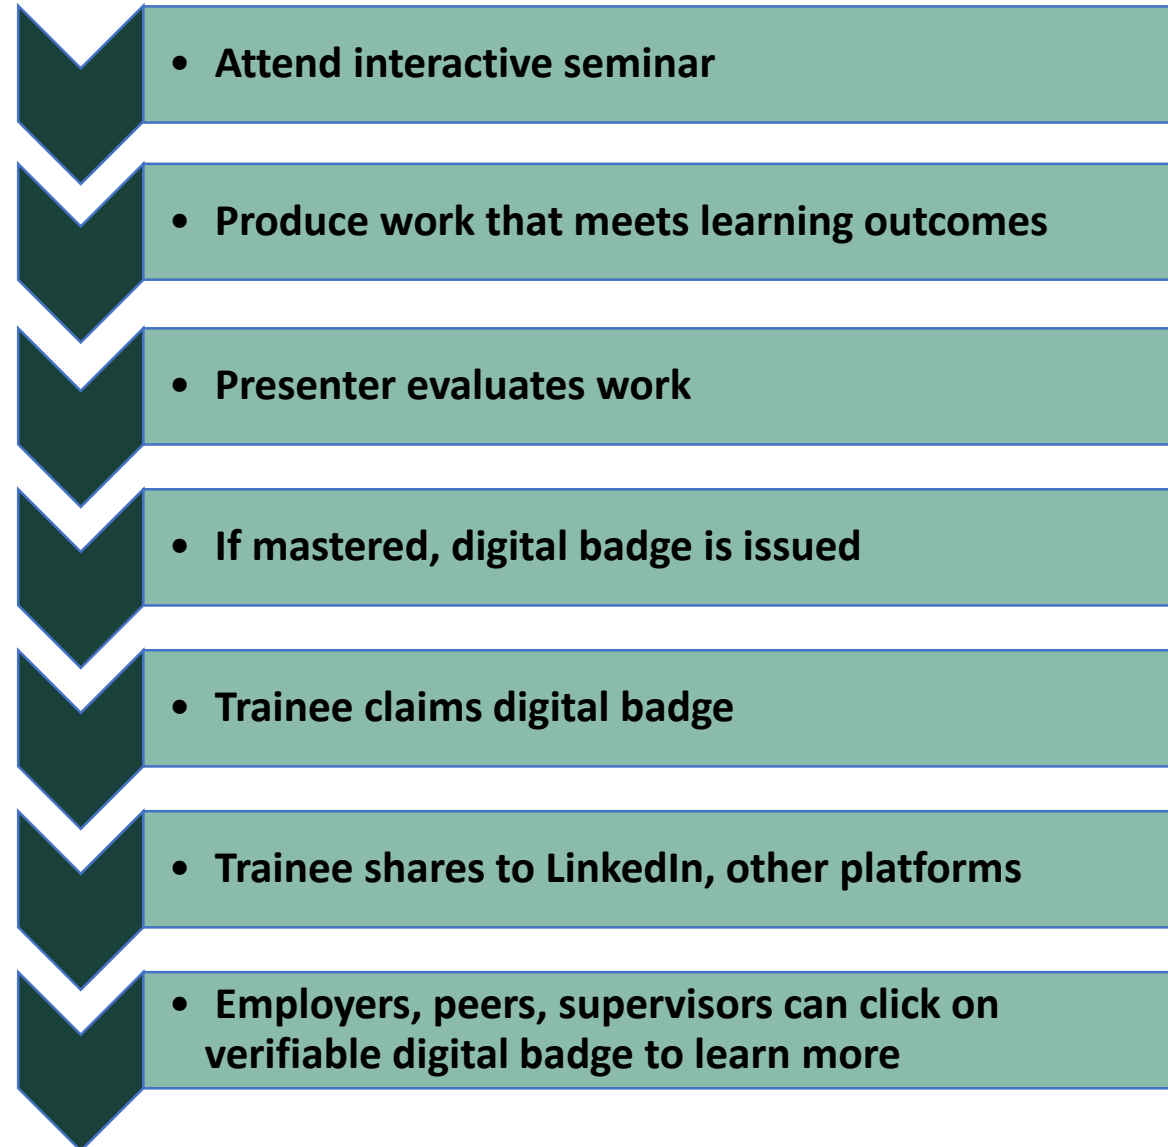 • Attend interactive seminar
• Produce work that meets learning outcomes
• Presenter evaluates work
• If mastered, digital badge is issued
• Trainee claims digital badge
• Trainee shares to LinkedIn, other platforms
• Employers, peers, supervisors can click on
verifiable digital badge to learn more